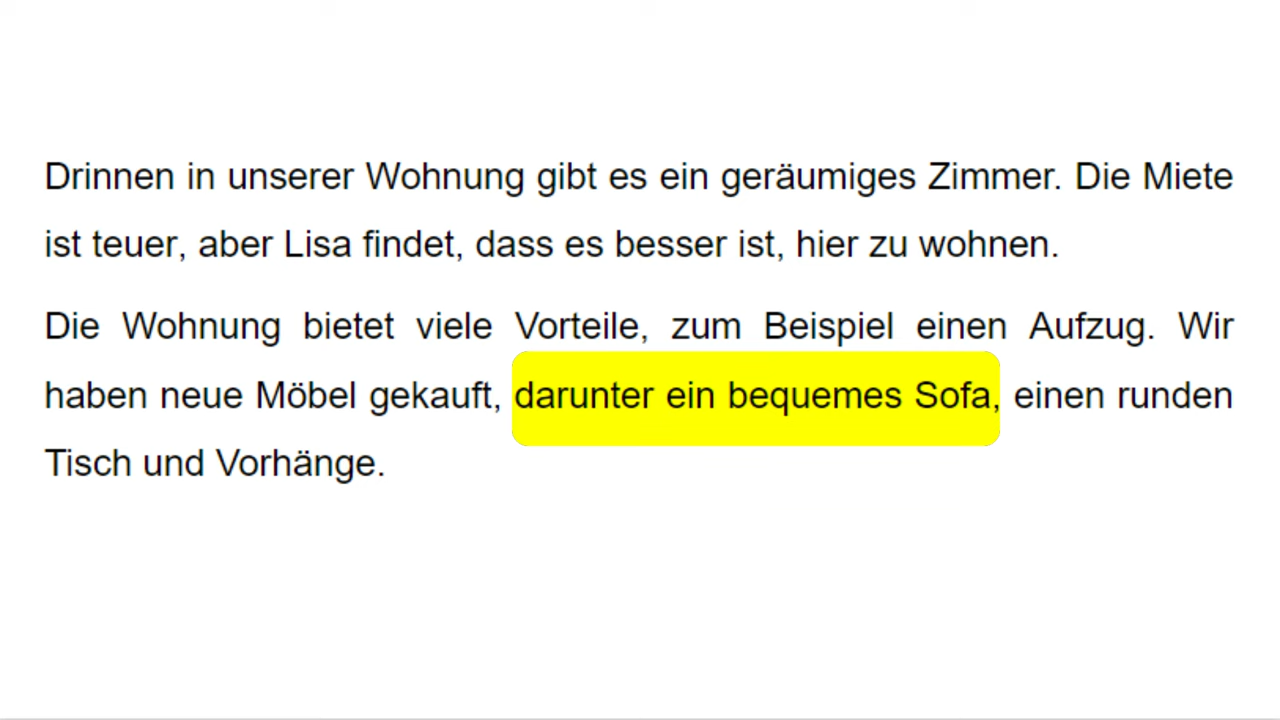 Drinnen in unserer Wohnung gibt es ein geräumiges Zimmer. Die Miete
ist teuer, aber Lisa findet, dass es besser ist, hier zu wohnen.
Die Wohnung bietet viele Vorteile, zum Beispiel einen Aufzug. Wir
haben neue Möbel gekauft, darunter ein bequemes Sofa, einen runden
Tisch und Vorhänge.